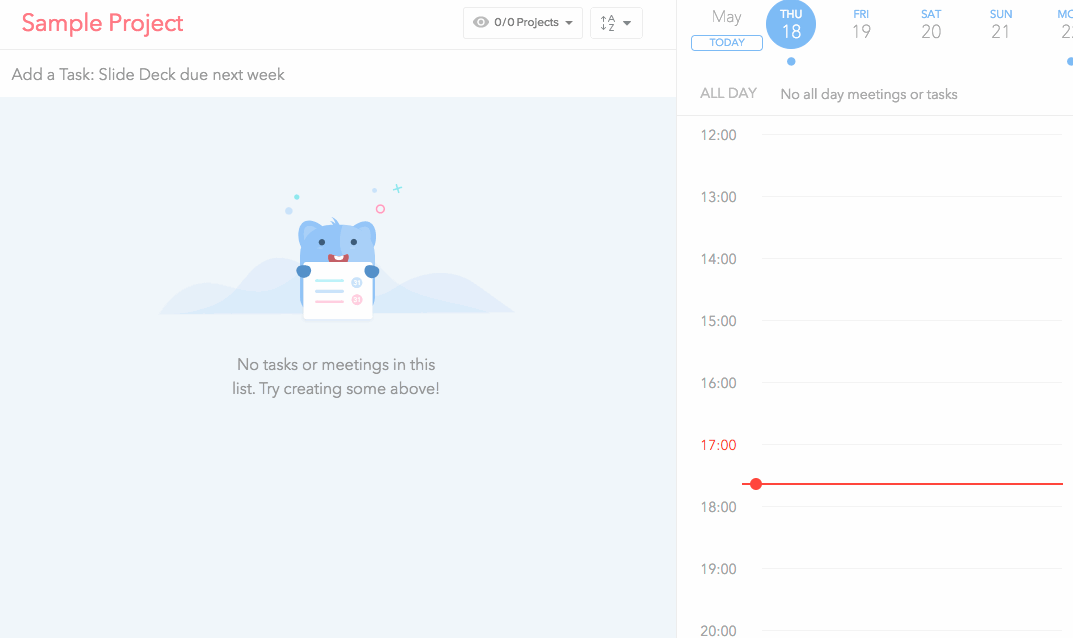 Sample Project
0/0 Projects
A
Z
Add a Task: Slide Deck due next week
21
No tasks or meetings in this
list. Try creating some above!
May
TODAY
THU
18
FRI
19
SAT
20
SUN
21
ALL DAY
No all day meetings or tasks
12:00
13:00
14:00
15:00
16:00
17:00
18:00
19:00
20:00